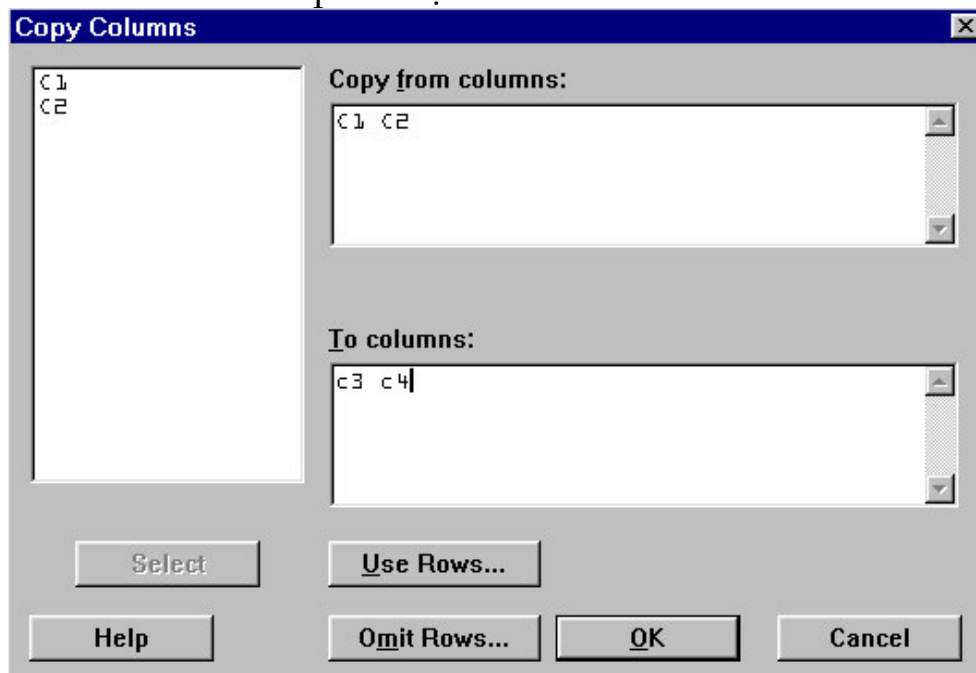 Copy Columns
C1
C2
Copy from columns:
C1 C2
To columns:
c3 c4
Select
Use Rows...
Help
Omit Rows...
OK
Cancel